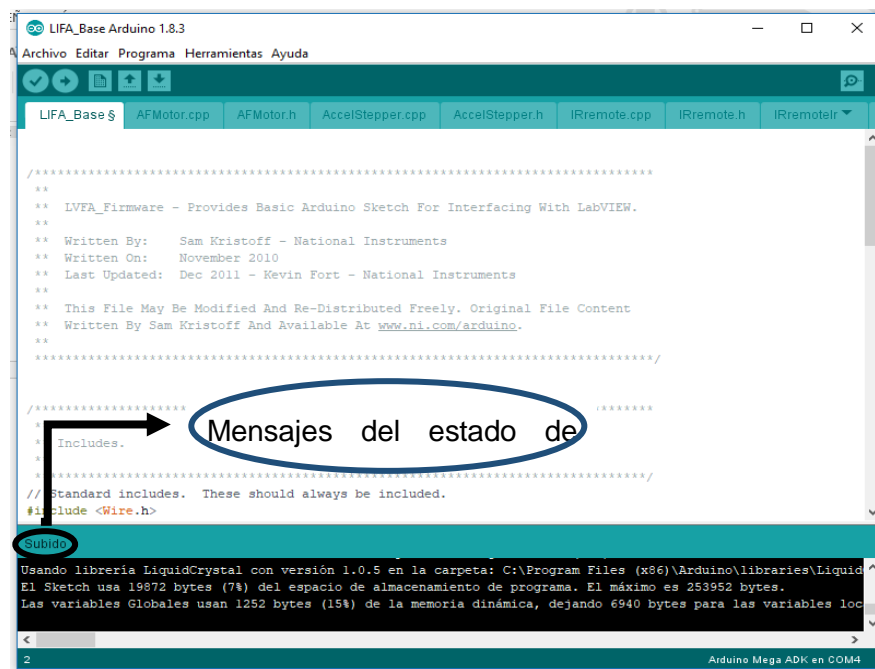 LIFA_Base Arduino 1.8.3
Archivo Editar Programa Herramientas Ayuda
LIFA_Base § AFMotor.cpp AFMotor.h AccelStepper.cpp AccelStepper.h IRremote.cpp IRremote.h IRremoteIr
/*********************************************************************************
**
** LVFA_Firmware - Provides Basic Arduino Sketch For Interfacing With LabVIEW.
**
** Written By: Sam Kristoff - National Instruments
** Written On: November 2010
** Last Updated: Dec 2011 - Kevin Fort - National Instruments
**
** This File May Be Modified And Re-Distributed Freely. Original File Content
** Written By Sam Kristoff And Available At www.ni.com/arduino.
**
*********************************************************************************/
Mensajes del estado de
Includes.
// Standard includes. These should always be included.
#include <Wire.h>
Subido
Usando librería LiquidCrystal con versión 1.0.5 en la carpeta: C:\Program Files (x86)\Arduino\libraries\Liquid
El Sketch usa 19872 bytes (7%) del espacio de almacenamiento de programa. El máximo es 253952 bytes.
Las variables Globales usan 1252 bytes (15%) de la memoria dinámica, dejando 6940 bytes para las variables loc
2
Arduino Mega ADK en COM4